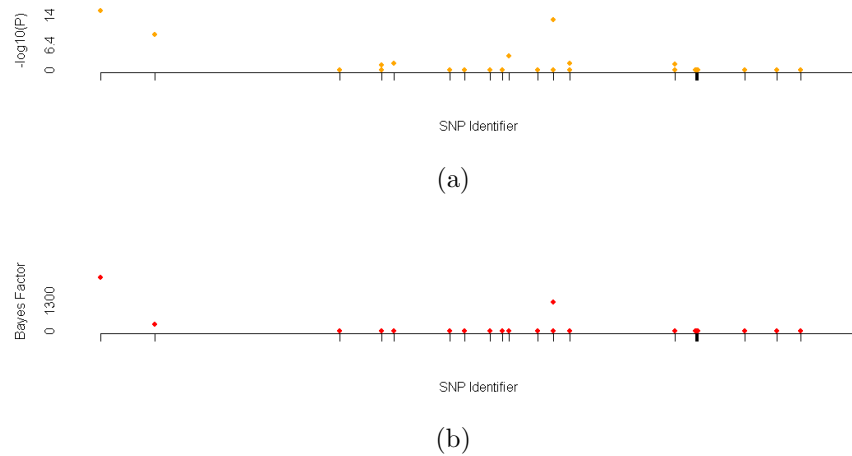 -log10(P)
14
6.4
0
SNP Identifier
(a)
Bayes Factor
1300
0
SNP Identifier
(b)